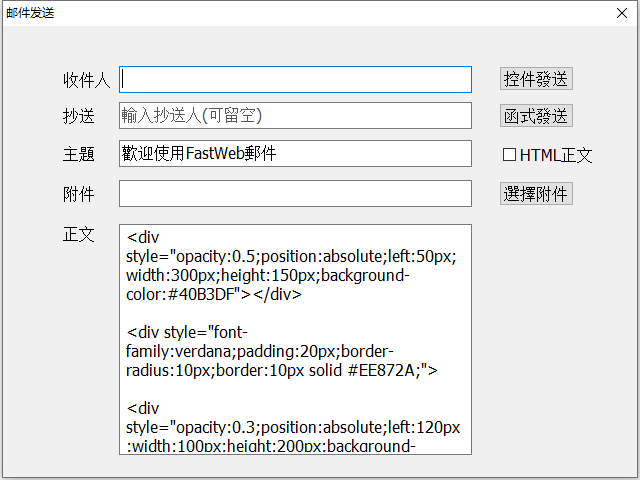 邮件发送
收件人 控件發送
抄送 輸入抄送人(可留空) 函式發送
主題 歡迎使用FastWeb郵件 HTML正文
附件 選擇附件
正文
<div
style="opacity:0.5;position:absolute;left:50px;
width:300px;height:150px;background-
color:#40B3DF"></div>
<div style="font-
family:verdana;padding:20px;border-
radius:10px;border:10px solid #EE872A;">
<div
style="opacity:0.3;position:absolute;left:120px
;width:100px;height:200px;background-